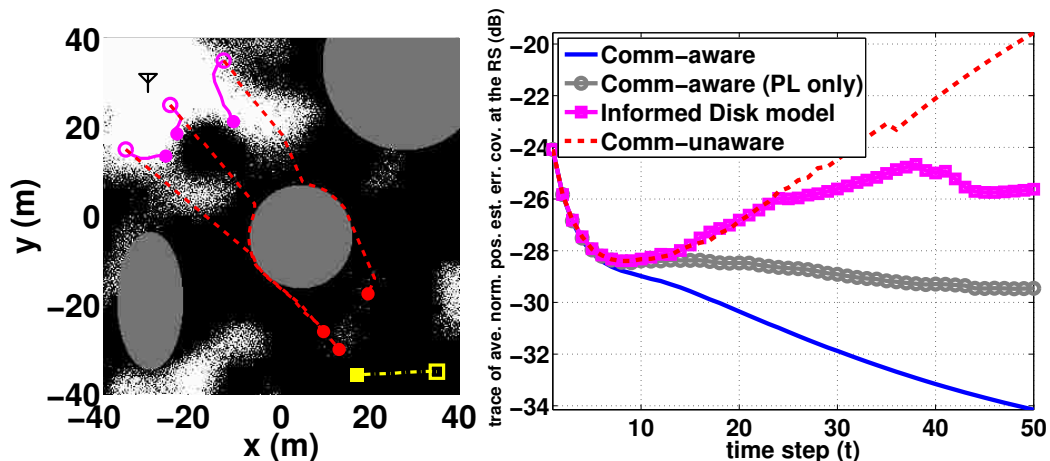 40
20
0
−20
−40
y (m)
−40
−20
0
20
40
x (m)
trace of ave. norm. pos. est. err. cov. at the RS (dB)
−20
−22
−24
−26
−28
−30
−32
−34
Comm-aware
Comm-aware (PL only)
Informed Disk model
Comm-unaware
10
20
30
40
50
time step (t)